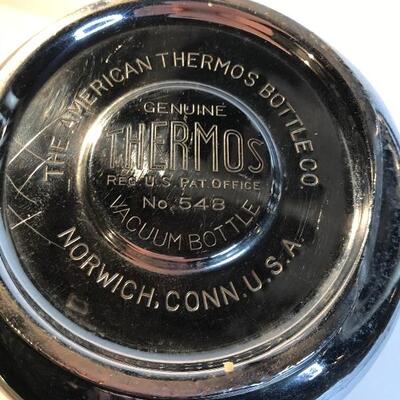 THE AMERICAN THERMOS BOTTLE CO
GENUINE
THERMOS
REG. U.S. PAT. OFFICE
No. 548
VACUUM BOTTLE
NORWICH, CONN. U.S.A.